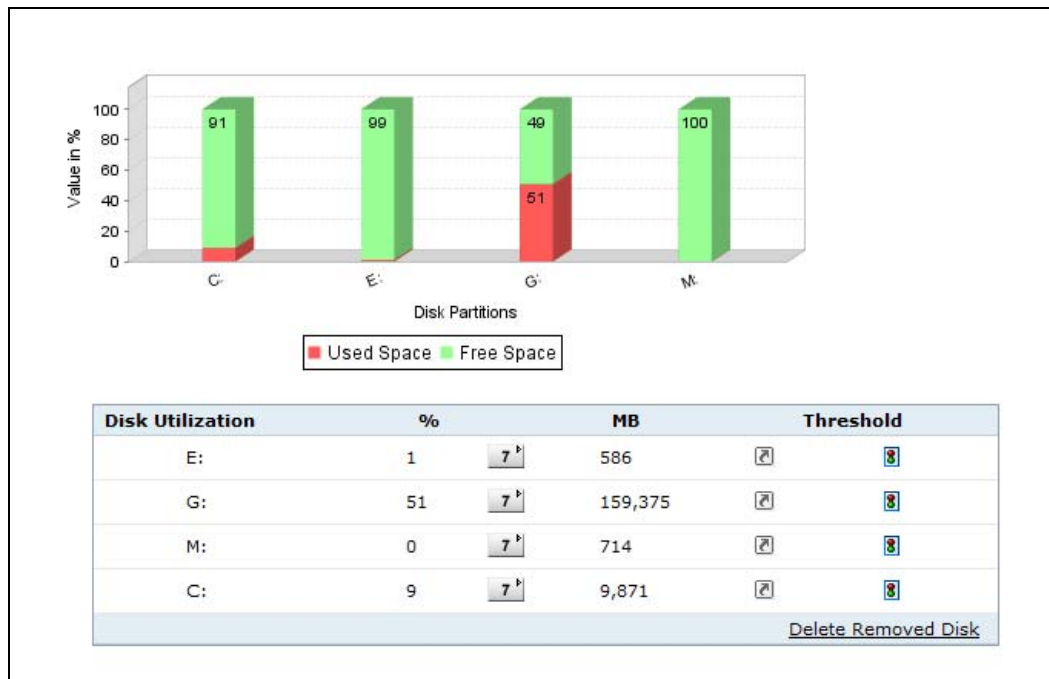 100
80
60
40
20
0
Value in %
91
99
49
51
100
C: E: G: M:
Disk Partitions
Used Space Free Space
Disk Utilization % MB Threshold
E: 1 7 586
G: 51 7 159,375
M: 0 7 714
C: 9 7 9,871
Delete Removed Disk